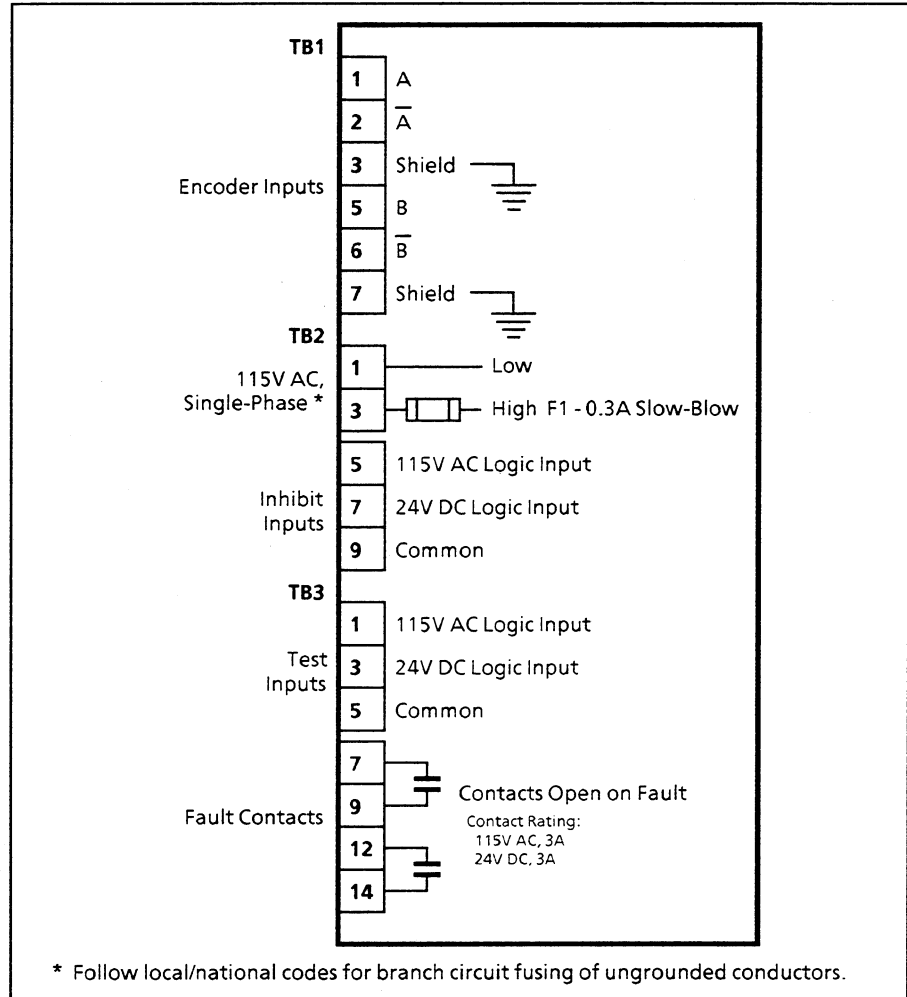 TB1
1 A
2 A̅
3 Shield
Encoder Inputs
5 B
6 B̅
7 Shield
TB2
1 Low
115V AC,
Single-Phase *
3 High F1 - 0.3A Slow-Blow
5 115V AC Logic Input
Inhibit
Inputs
7 24V DC Logic Input
9 Common
TB3
1 115V AC Logic Input
Test
Inputs
3 24V DC Logic Input
5 Common
7
Contacts Open on Fault
9
Fault Contacts
Contact Rating:
115V AC, 3A
24V DC, 3A
12
14
* Follow local/national codes for branch circuit fusing of ungrounded conductors.